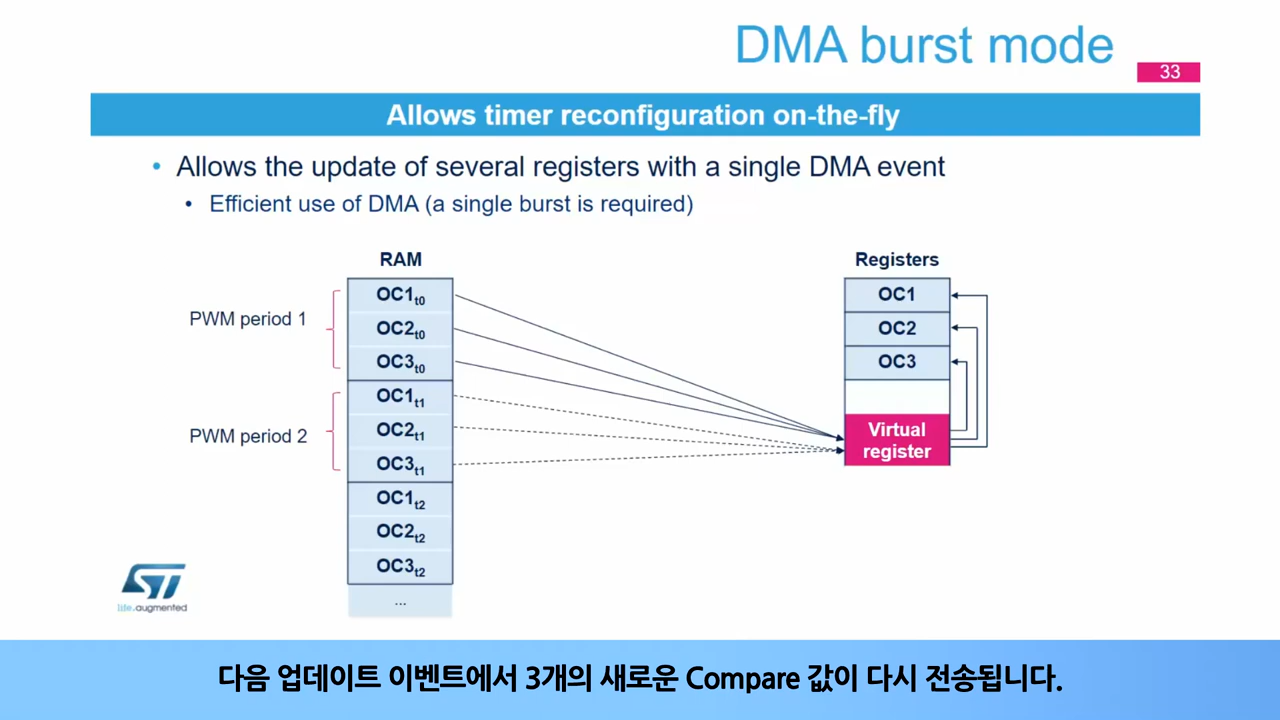 DMA burst mode
33
Allows timer reconfiguration on-the-fly
• Allows the update of several registers with a single DMA event
• Efficient use of DMA (a single burst is required)
RAM
Registers
PWM period 1
OC1t0
OC2t0
OC3t0
PWM period 2
OC1t1
OC2t1
OC3t1
OC1t2
OC2t2
OC3t2
...
OC1
OC2
OC3
Virtual
register
ST
life.augmented
다음 업데이트 이벤트에서 3개의 새로운 Compare 값이 다시 전송됩니다.